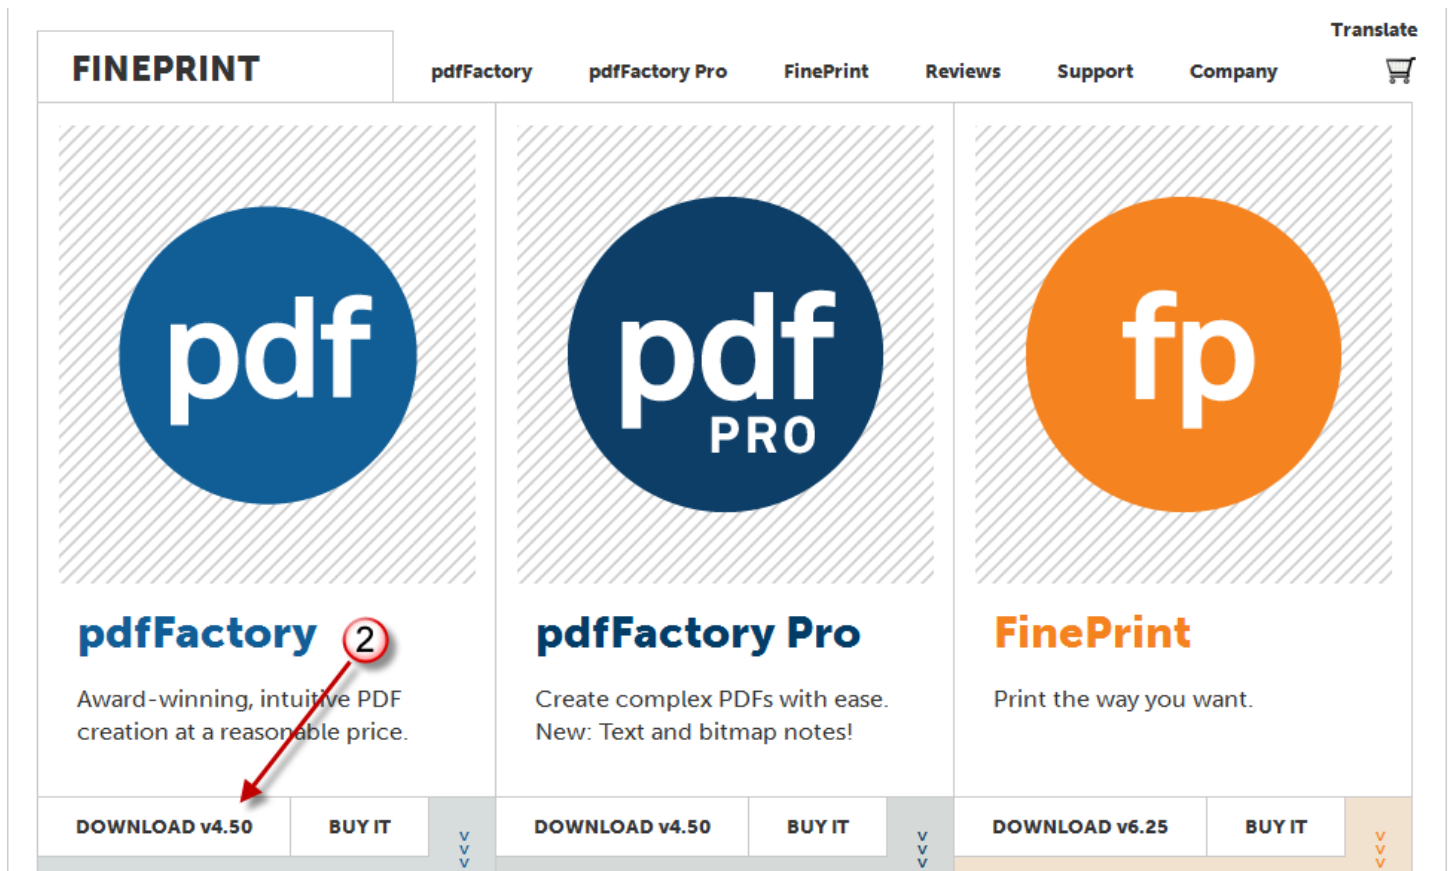 Translate
FINEPRINT
pdfFactory
pdfFactory Pro
FinePrint
Reviews
Support
Company
pdf
pdf
PRO
fp
pdfFactory
2
Award-winning, intuitive PDF
creation at a reasonable price.
DOWNLOAD v4.50
BUY IT
pdfFactory Pro
Create complex PDFs with ease.
New: Text and bitmap notes!
DOWNLOAD v4.50
BUY IT
FinePrint
Print the way you want.
DOWNLOAD v6.25
BUY IT